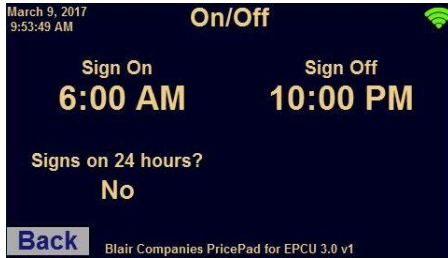 March 9, 2017
9:53:49 AM
On/Off
Sign On
Sign Off
6:00 AM
10:00 PM
Signs on 24 hours?
No
Back
Blair Companies PricePad for EPCU 3.0 v1